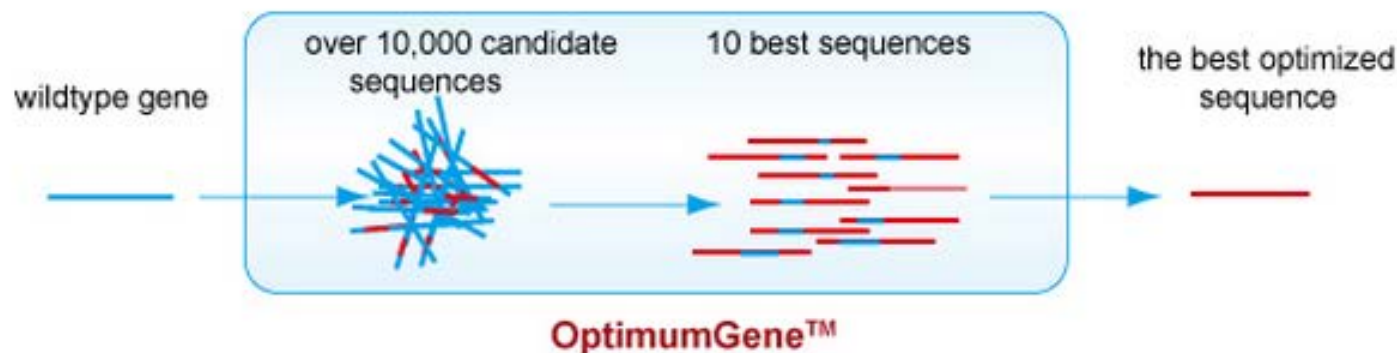 over 10,000 candidate
sequences
10 best sequences
the best optimized
sequence
wildtype gene
OptimumGene™